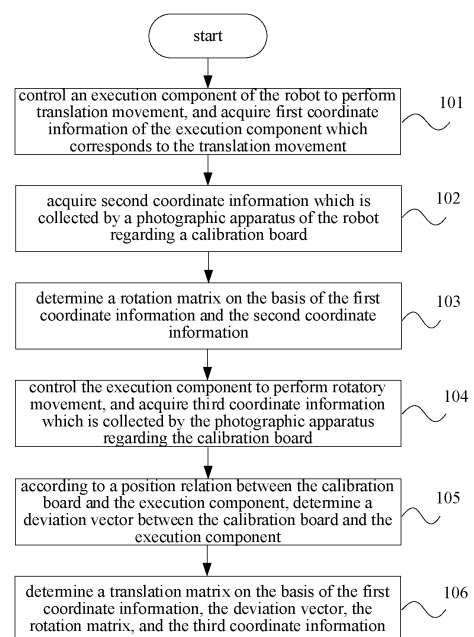 start
control an execution component of the robot to perform
translation movement, and acquire first coordinate
information of the execution component which
corresponds to the translation movement
101
acquire second coordinate information which is
collected by a photographic apparatus of the robot
regarding a calibration board
102
determine a rotation matrix on the basis of the first
coordinate information and the second coordinate
information
103
control the execution component to perform rotatory
movement, and acquire third coordinate information
which is collected by the photographic apparatus
regarding the calibration board
104
according to a position relation between the calibration
board and the execution component, determine a
deviation vector between the calibration board and the
execution component
105
determine a translation matrix on the basis of the first
coordinate information, the deviation vector, the
rotation matrix, and the third coordinate information
106